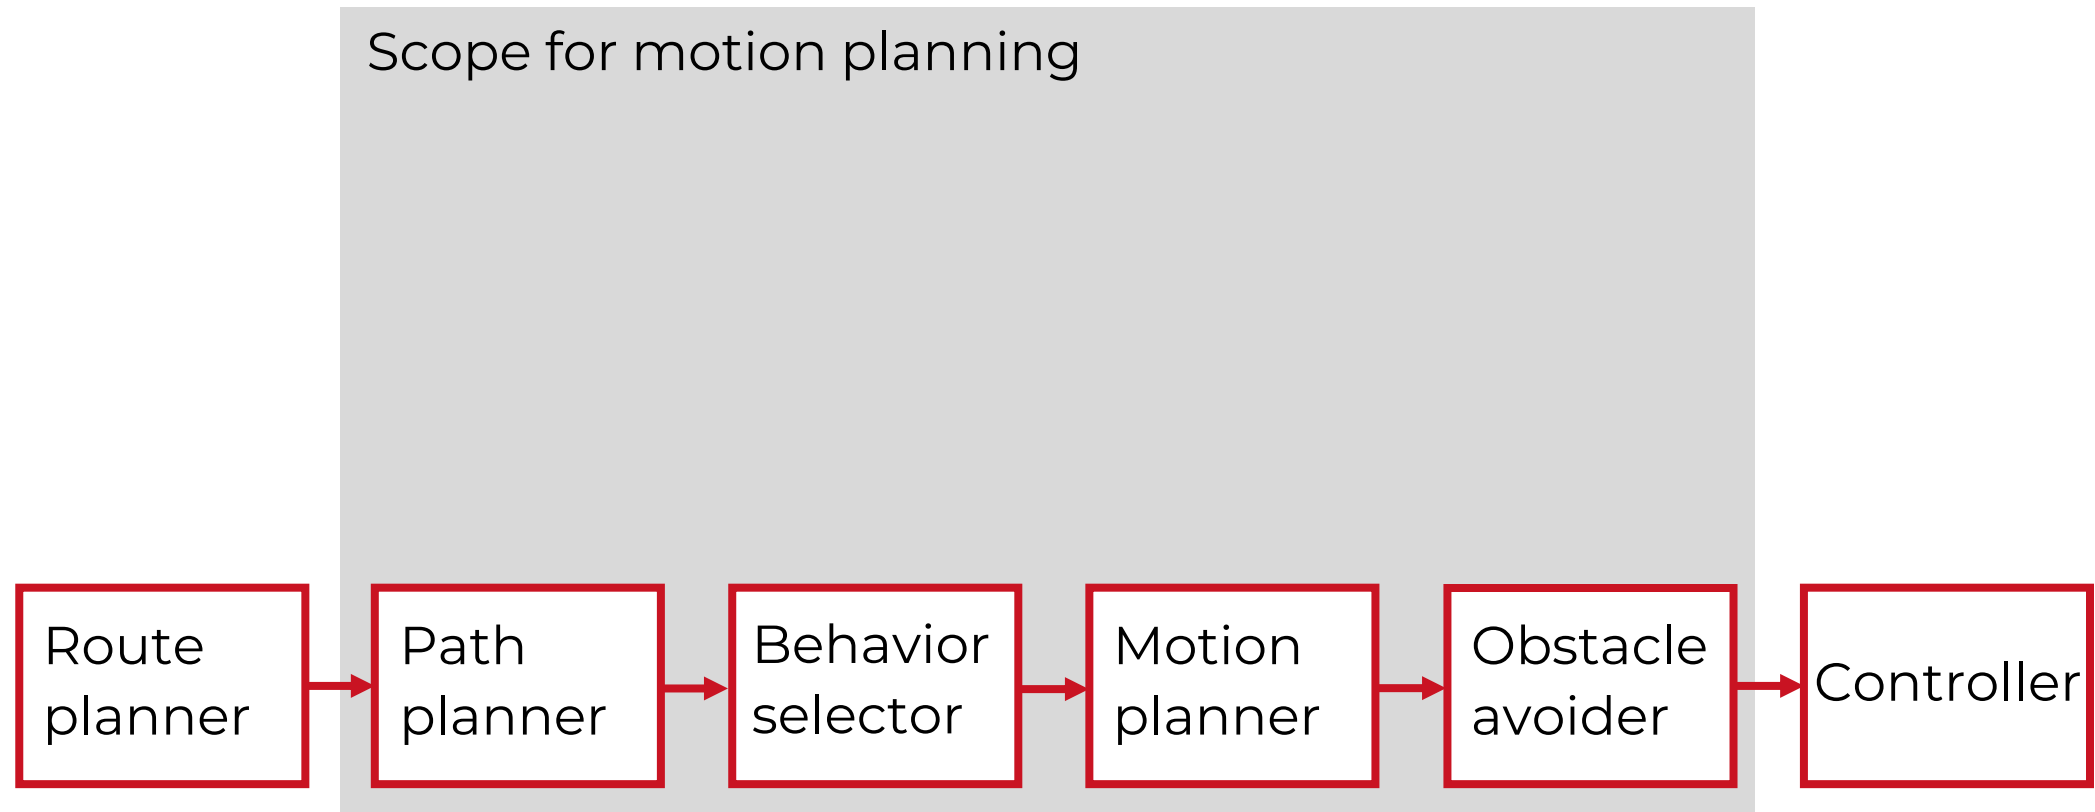 Scope for motion planning
Route
planner
Path
planner
Behavior
selector
Motion
planner
Obstacle
avoider
Controller